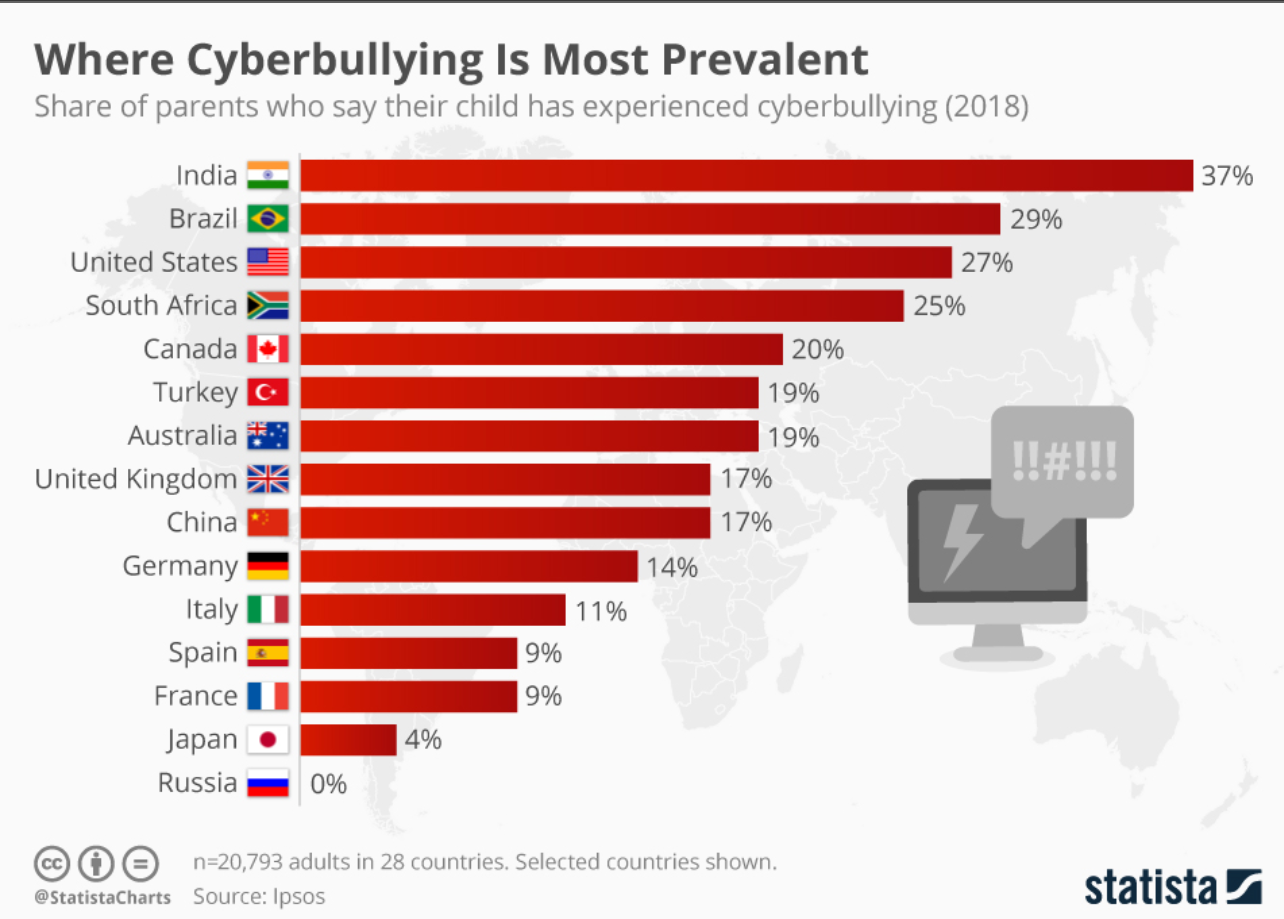 Where Cyberbullying Is Most Prevalent
Share of parents who say their child has experienced cyberbullying (2018)
India 37%
Brazil 29%
United States 27%
South Africa 25%
Canada 20%
Turkey 19%
Australia 19%
!!#!!!
United Kingdom 17%
China 17%
Germany 14%
Italy 11%
Spain 9%
France 9%
Japan 4%
Russia 0%
cc n=20,793 adults in 28 countries. Selected countries shown.
@StatistaCharts Source: Ipsos
statista